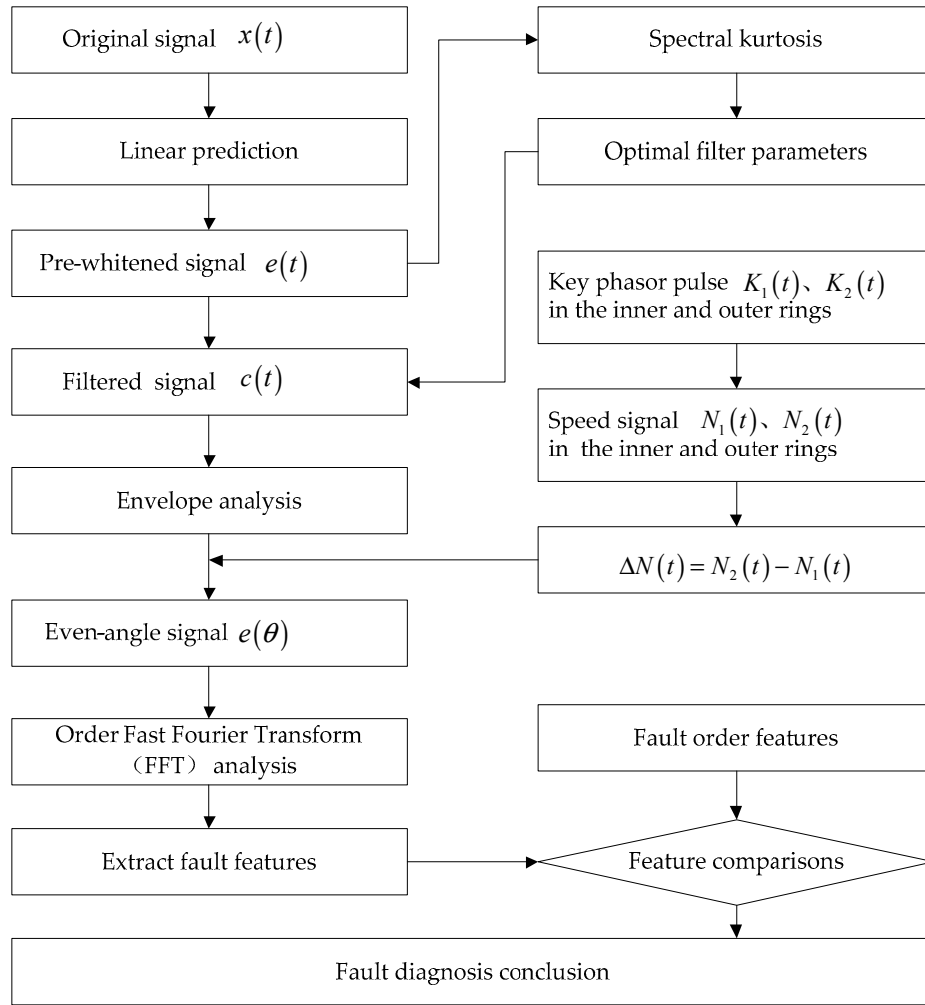 Original signal x(t)
Linear prediction
Pre-whitened signal e(t)
Filtered signal c(t)
Envelope analysis
Even-angle signal e(θ)
Order Fast Fourier Transform
（FFT） analysis
Extract fault features
Spectral kurtosis
Optimal filter parameters
Key phasor pulse K₁(t)、K₂(t)
in the inner and outer rings
Speed signal N₁(t)、N₂(t)
in the inner and outer rings
ΔN(t) = N₂(t) − N₁(t)
Fault order features
Feature comparisons
Fault diagnosis conclusion